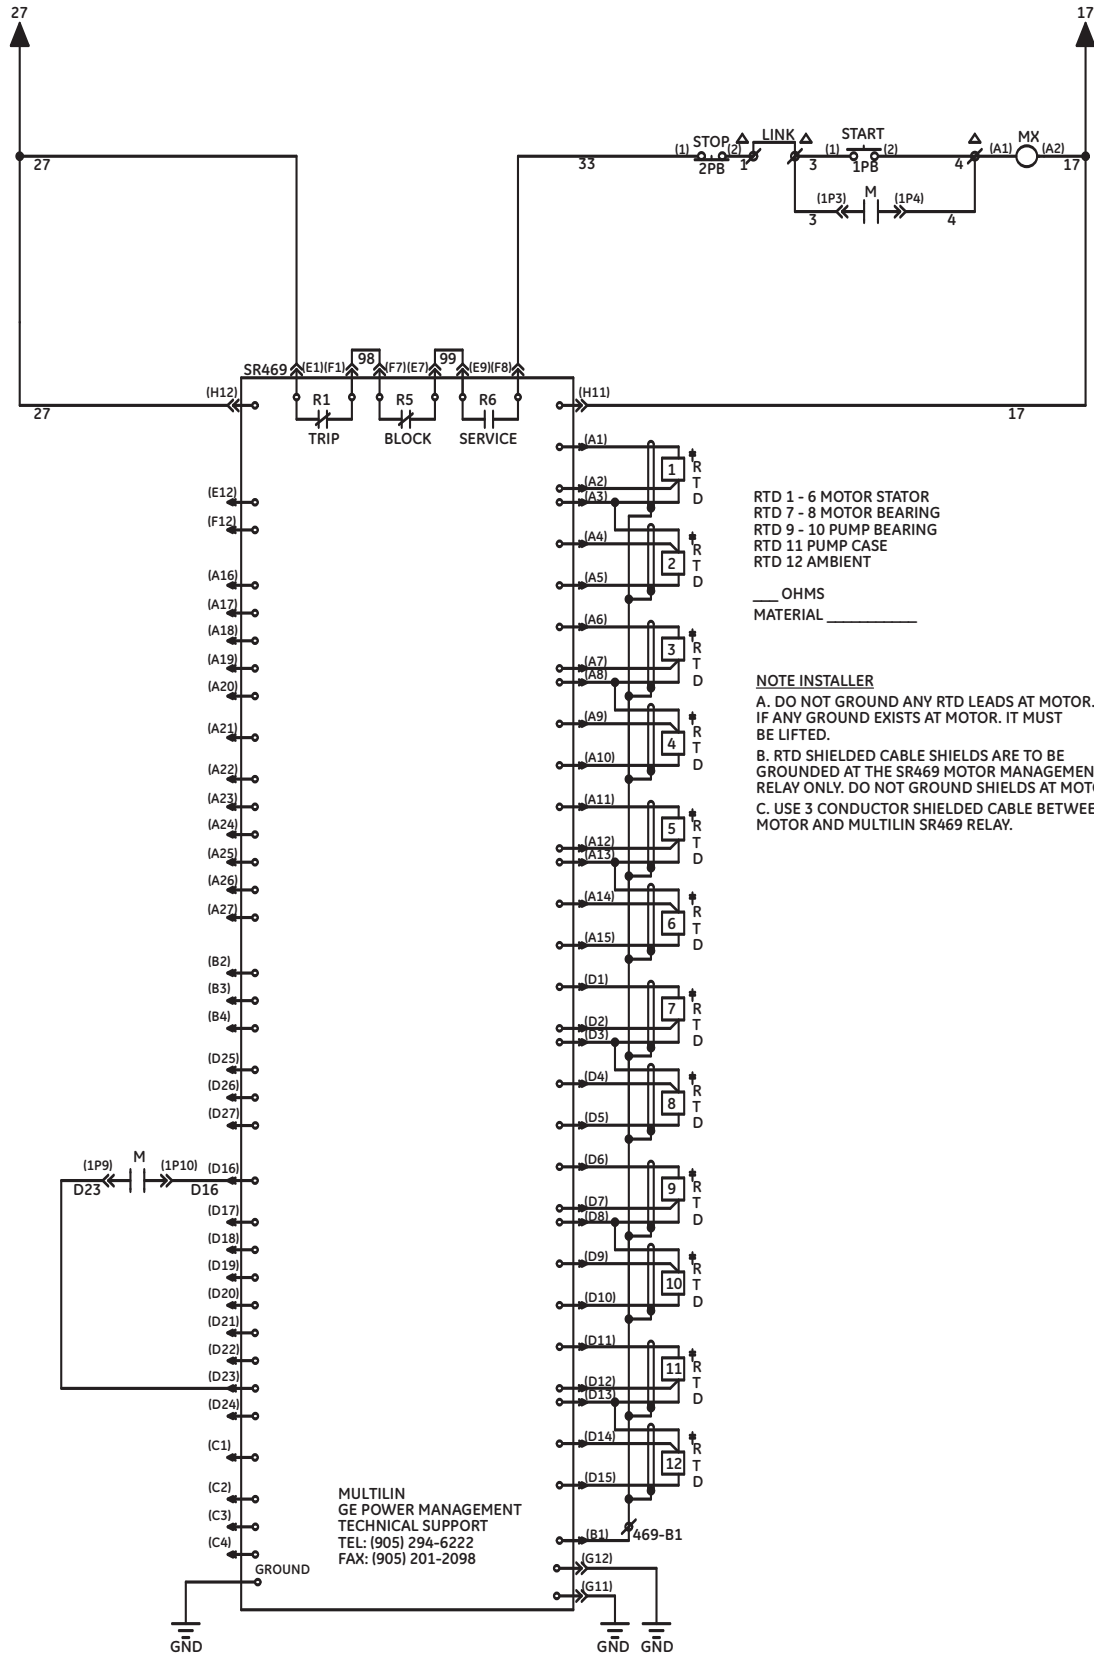 27 17
STOP LINK START MX
(1) (2) (1) (2) (A1) (A2)
27 33 2PB 1 3 1PB 4 17
M
(1P3) (1P4)
3 4
SR469 (E1)(F1) 98 (F7)(E7) 99 (E9)(F8)
(H12) (H11)
R1 R5 R6
27 17
TRIP BLOCK SERVICE
(A1)
1 RTD
(A2)
(A3)
(E12)
(F12)
(A4)
2 RTD
(A5)
(A16)
(A17)
(A18)
(A19)
(A20)
(A21)
(A22)
(A23)
(A24)
(A25)
(A26)
(A27)
(A6)
3 RTD
(A7)
(A8)
(A9)
4 RTD
(A10)
(A11)
5 RTD
(A12)
(A13)
(A14)
6 RTD
(A15)
RTD 1 - 6 MOTOR STATOR
RTD 7 - 8 MOTOR BEARING
RTD 9 - 10 PUMP BEARING
RTD 11 PUMP CASE
RTD 12 AMBIENT
___ OHMS
MATERIAL ___________
NOTE INSTALLER
A. DO NOT GROUND ANY RTD LEADS AT MOTOR.
IF ANY GROUND EXISTS AT MOTOR. IT MUST
BE LIFTED.
B. RTD SHIELDED CABLE SHIELDS ARE TO BE
GROUNDED AT THE SR469 MOTOR MANAGEMEN
RELAY ONLY. DO NOT GROUND SHIELDS AT MOT
C. USE 3 CONDUCTOR SHIELDED CABLE BETWEE
MOTOR AND MULTILIN SR469 RELAY.
(B2)
(B3)
(B4)
(D25)
(D26)
(D27)
(D1)
7 RTD
(D2)
(D3)
(D4)
8 RTD
(D5)
M
(1P9) (1P10) (D16)
D23 D16
(D17)
(D18)
(D19)
(D20)
(D21)
(D22)
(D23)
(D24)
(C1)
(C2)
(C3)
(C4)
(D6)
9 RTD
(D7)
(D8)
(D9)
10 RTD
(D10)
(D11)
11 RTD
(D12)
(D13)
(D14)
12 RTD
(D15)
MULTILIN
GE POWER MANAGEMENT
TECHNICAL SUPPORT
TEL: (905) 294-6222
FAX: (905) 201-2098
(B1) 469-B1
(G12)
GROUND
(G11)
GND GND GND